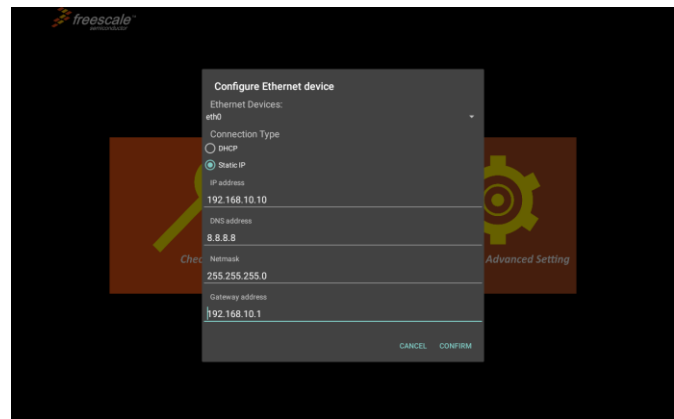 freescale™
semiconductor
Configure Ethernet device
Ethernet Devices:
eth0
Connection Type
DHCP
Static IP
IP address
192.168.10.10
DNS address
8.8.8.8
Netmask
255.255.255.0
Gateway address
192.168.10.1
CANCEL CONFIRM
Advanced Setting